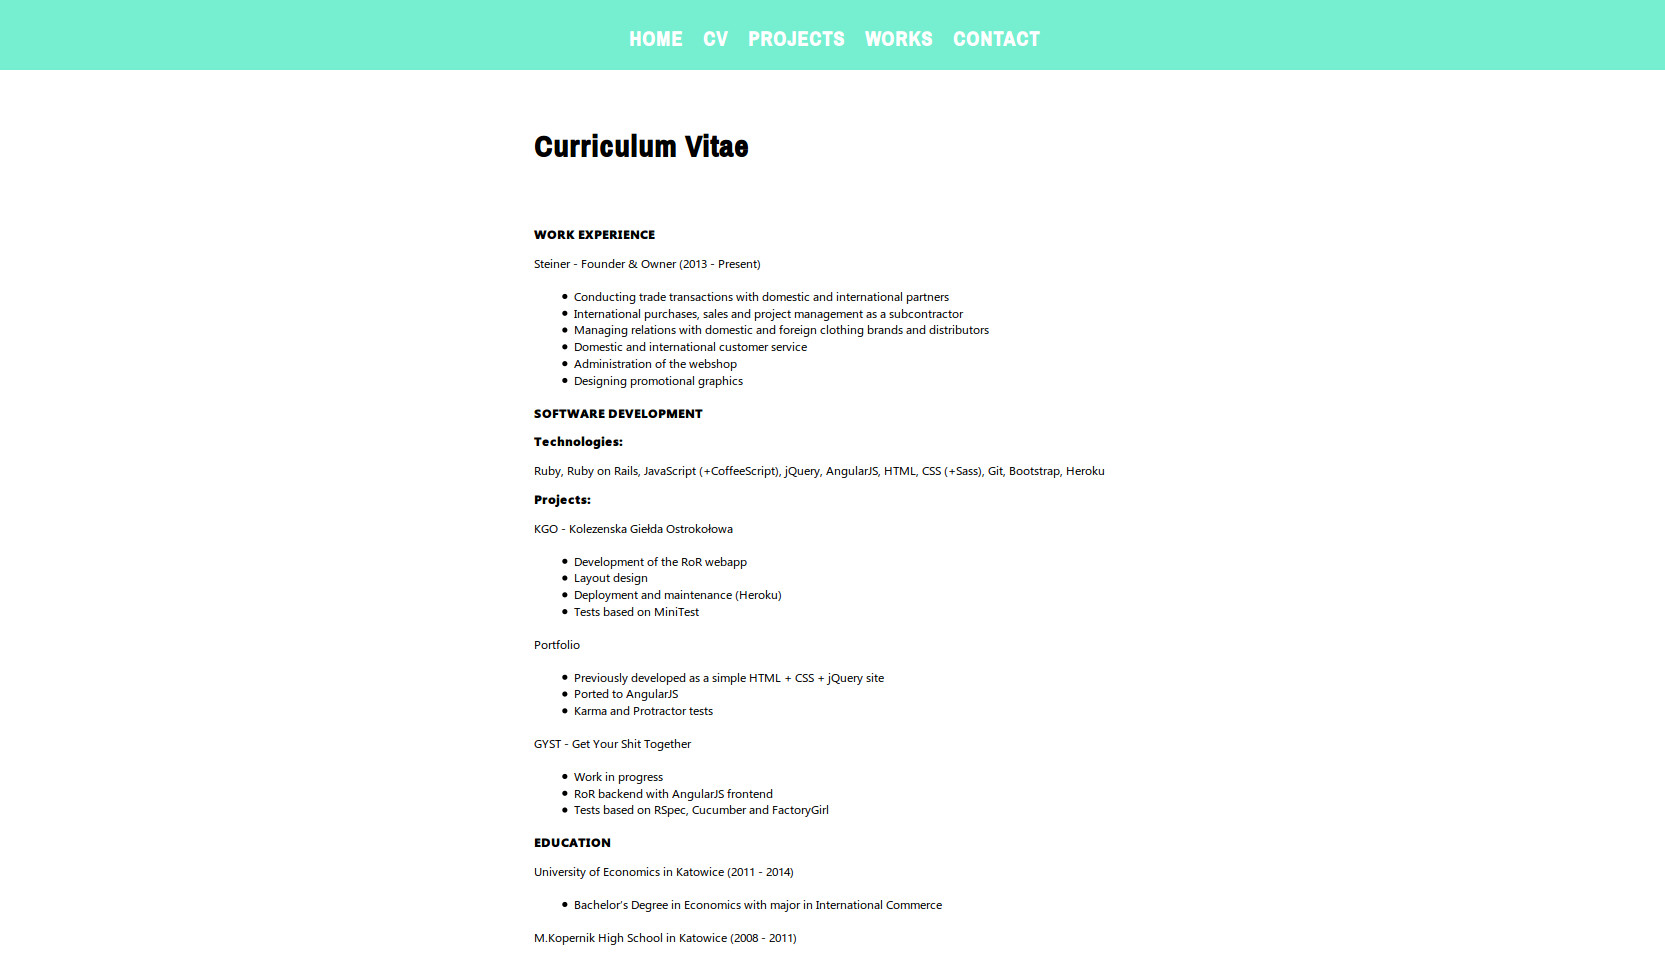 HOME CV PROJECTS WORKS CONTACT
Curriculum Vitae
WORK EXPERIENCE
Steiner - Founder & Owner (2013 - Present)
Conducting trade transactions with domestic and international partners
International purchases, sales and project management as a subcontractor
Managing relations with domestic and foreign clothing brands and distributors
Domestic and international customer service
Administration of the webshop
Designing promotional graphics
SOFTWARE DEVELOPMENT
Technologies:
Ruby, Ruby on Rails, JavaScript (+CoffeeScript), jQuery, AngularJS, HTML, CSS (+Sass), Git, Bootstrap, Heroku
Projects:
KGO - Kolezenska Giełda Ostrokołowa
Development of the RoR webapp
Layout design
Deployment and maintenance (Heroku)
Tests based on MiniTest
Portfolio
Previously developed as a simple HTML + CSS + jQuery site
Ported to AngularJS
Karma and Protractor tests
GYST - Get Your Shit Together
Work in progress
RoR backend with AngularJS frontend
Tests based on RSpec, Cucumber and FactoryGirl
EDUCATION
University of Economics in Katowice (2011 - 2014)
Bachelor's Degree in Economics with major in International Commerce
M.Kopernik High School in Katowice (2008 - 2011)